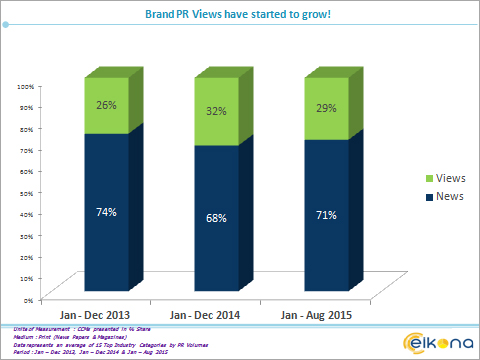 Brand PR Views have started to grow!
100%
90%
80%
70%
60%
50%
40%
30%
20%
10%
0%
26%
32%
29%
74%
68%
71%
Views
News
Jan - Dec 2013
Jan - Dec 2014
Jan - Aug 2015
Unit of Measurement : CCMs presented in % Share
Medium : Print (News Papers & Magazines)
Data represents an average of 15 Top Industry Categories by PR Volumes
Period : Jan – Dec 2013, Jan – Dec 2014 & Jan – Aug 2015
eikona